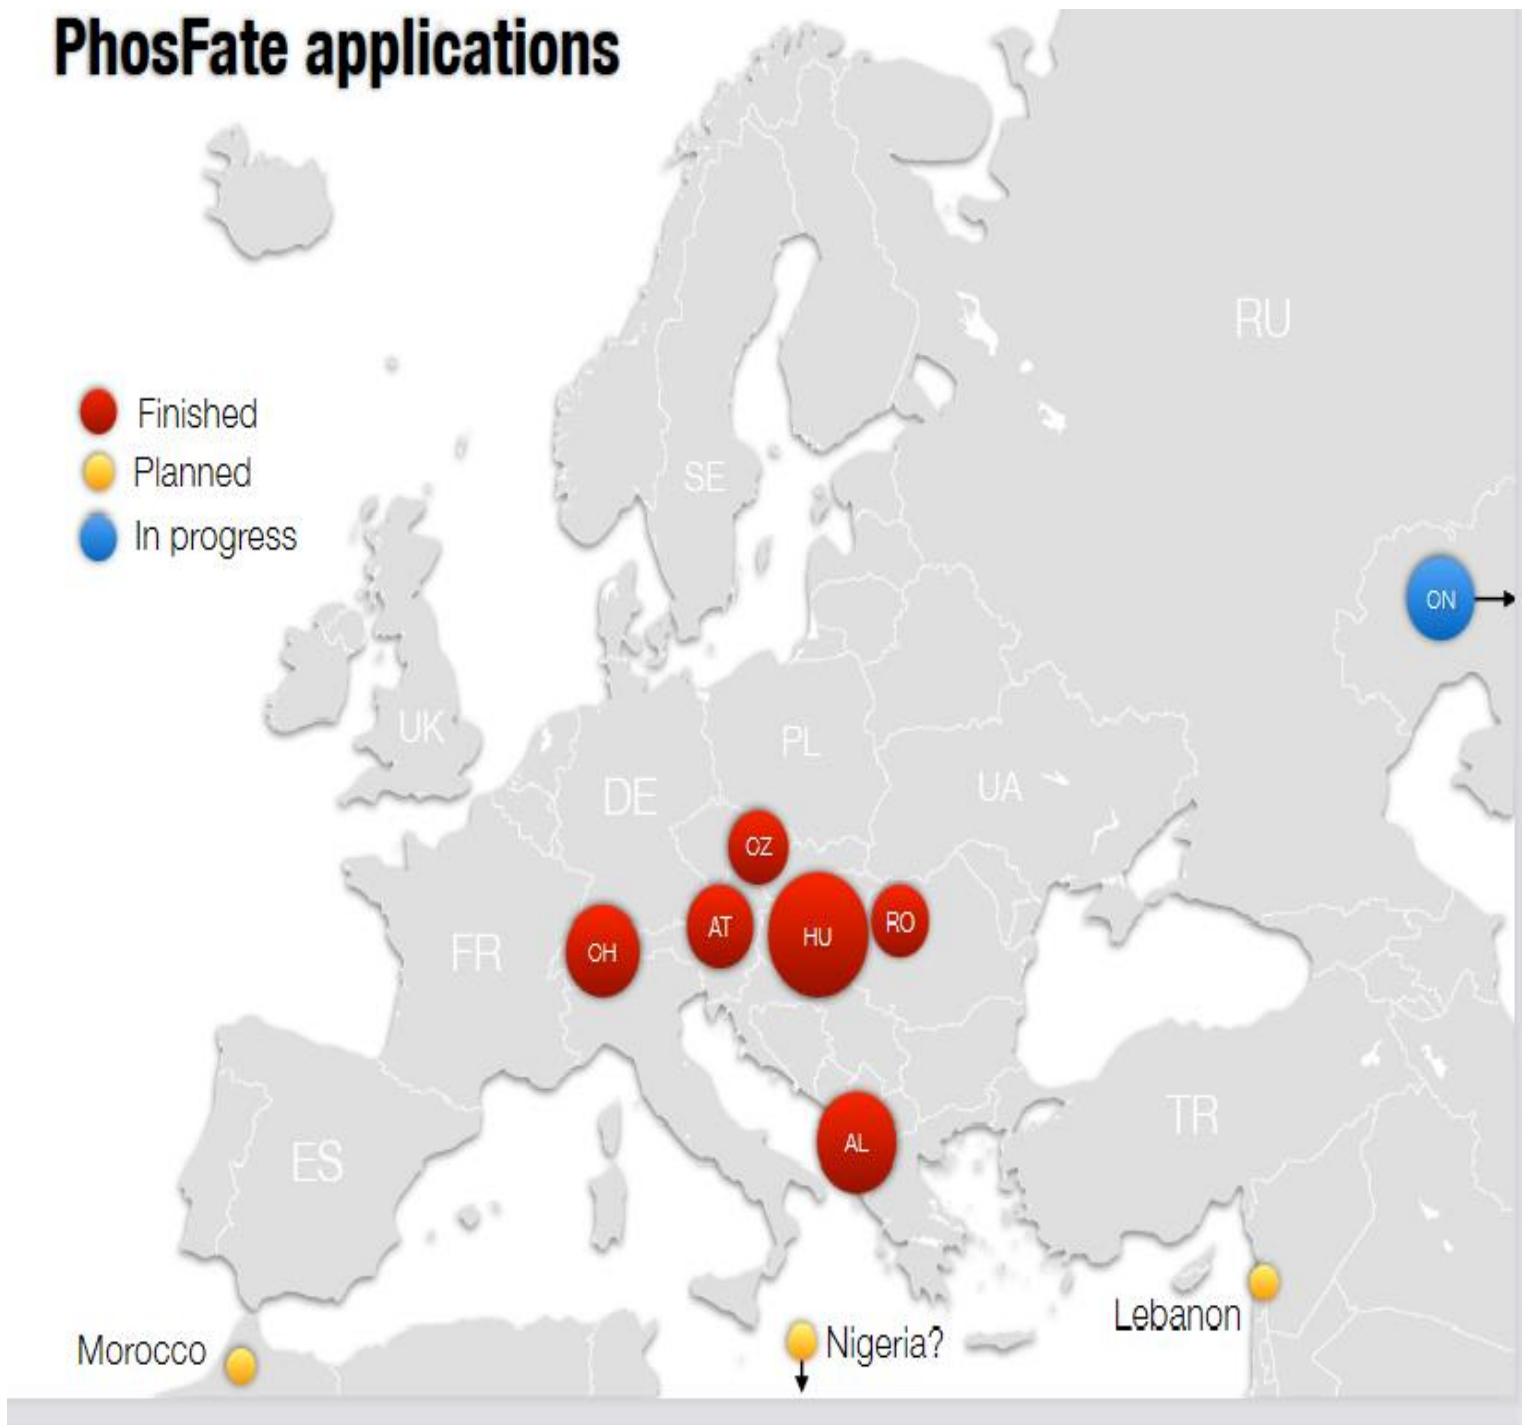 PhosFate applications
RU
Finished
Planned
SE
In progress
ON
UK
PL
DE
UA
OZ
AT
RO
HU
FR
CH
TR
AL
ES
Lebanon
Nigeria?
Morocco